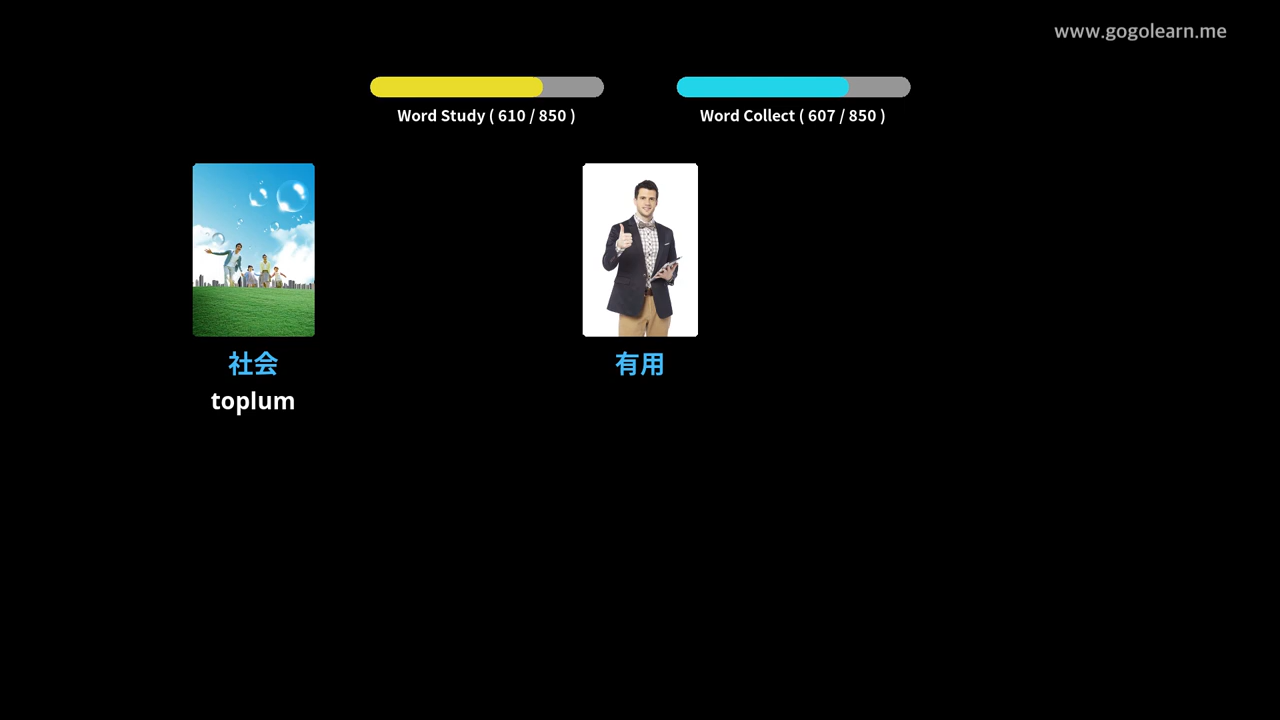 www.gogolearn.me
Word Study ( 610 / 850 )
Word Collect ( 607 / 850 )
社会
toplum
有用